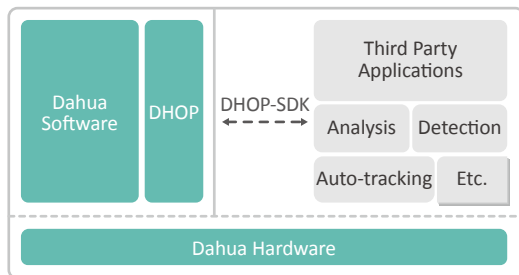 Dahua
Software
DHOP
DHOP-SDK
Third Party
Applications
Analysis
Detection
Auto-tracking
Etc.
Dahua Hardware